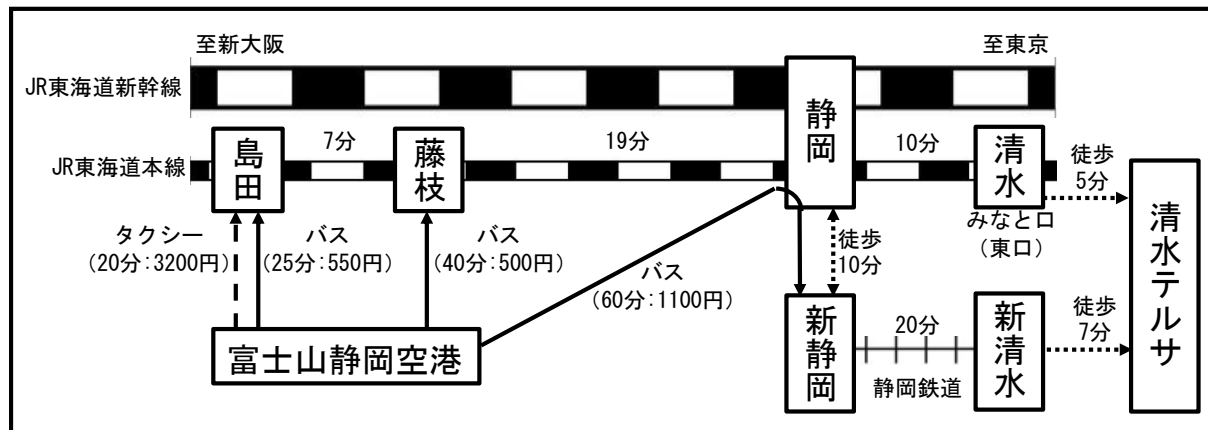 至新大阪
至東京
JR東海道新幹線
静岡
JR東海道本線
島田
7分
藤枝
19分
10分
清水
徒歩
5分
みなと口
（東口）
タクシー
（20分：3200円）
バス
（25分：550円）
バス
（40分：500円）
バス
（60分：1100円）
徒歩
10分
富士山静岡空港
新静岡
20分
静岡鉄道
新清水
徒歩
7分
清水テルサ